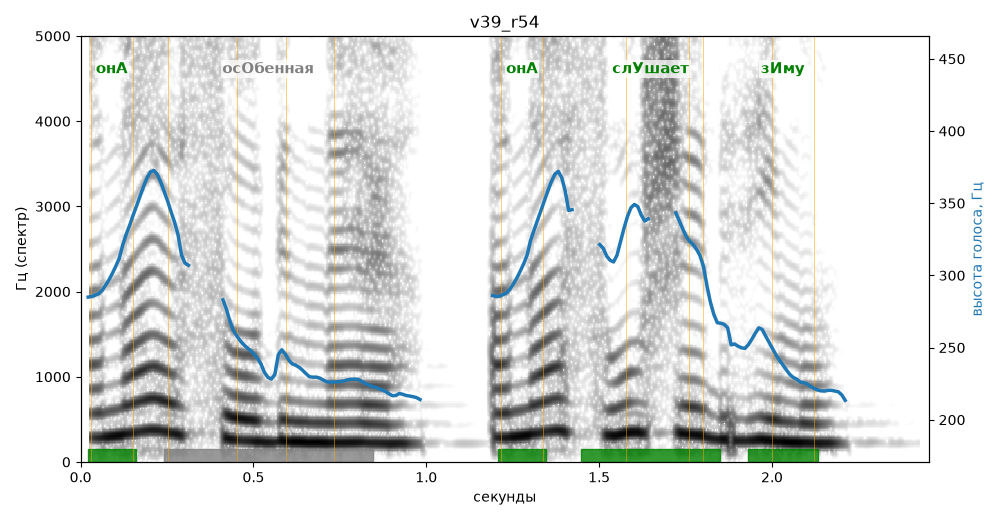 v39_r54
5000
4000
3000
2000
1000
0
Гц (спектр)
онА
осОбенная
онА
слУшает
зИму
450
400
350
300
250
200
высота голоса, Гц
0.0
0.5
1.0
1.5
2.0
секунды